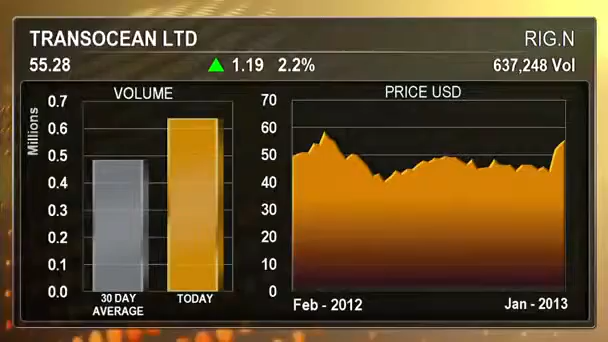 TRANSOCEAN LTD
RIG.N
55.28
1.19 2.2%
637,248 Vol
VOLUME
Millions
0.7
0.6
0.5
0.4
0.3
0.2
0.1
0.0
30 DAY
AVERAGE
TODAY
PRICE USD
70
60
50
40
30
20
10
0
Feb - 2012
Jan - 2013